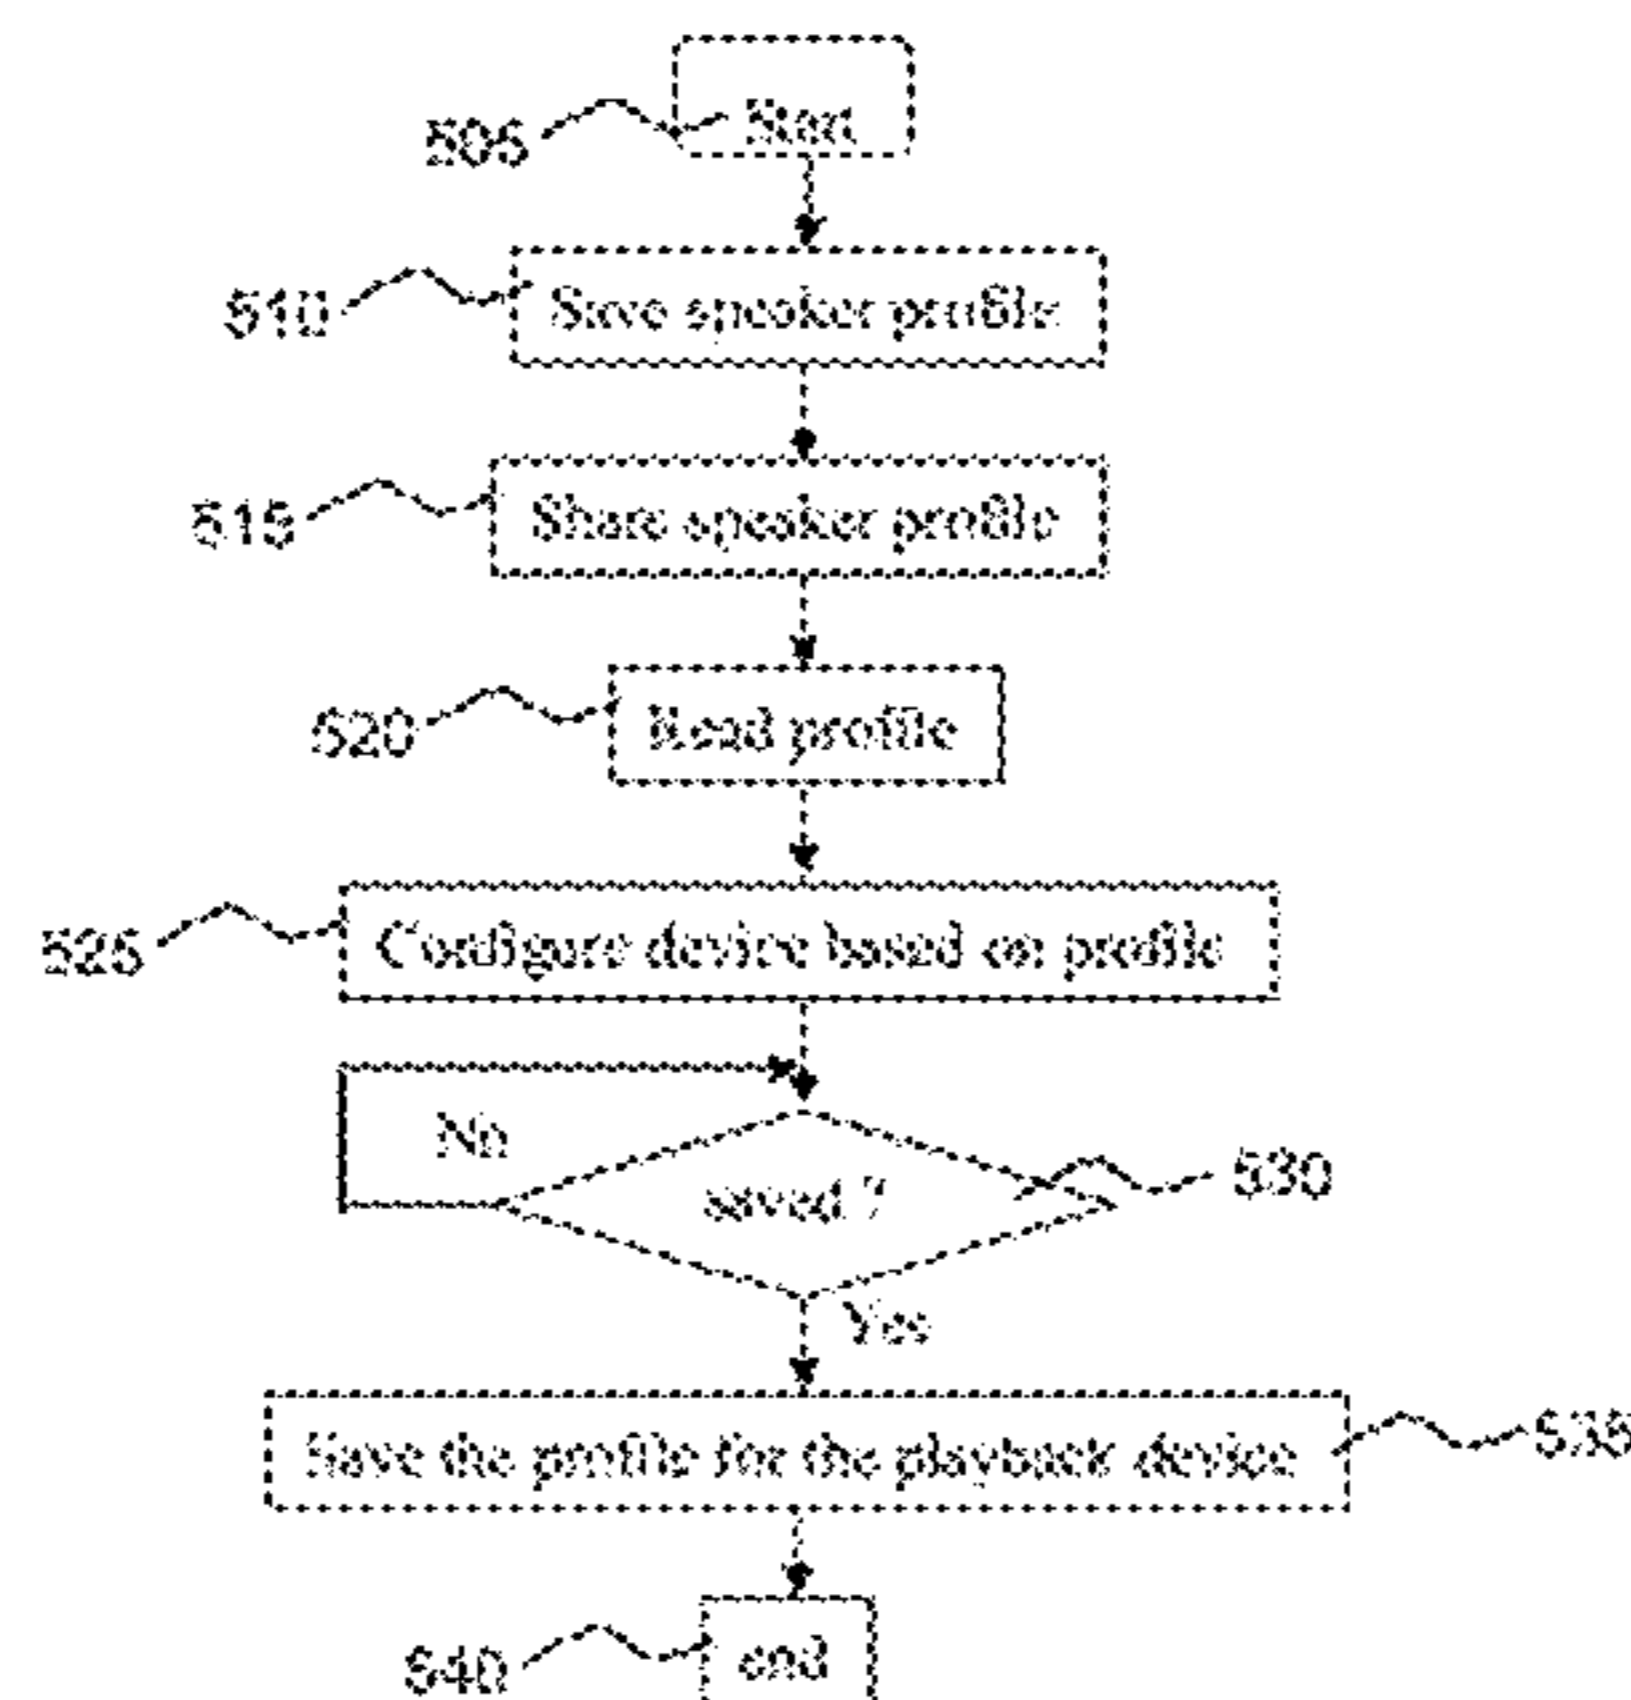 505 Start
510 Save speaker profile
515 Share speaker profile
520 Read profile
525 Configure device based on profile
No
saved ? 530
Yes
Save the profile for the playback device 535
540 end